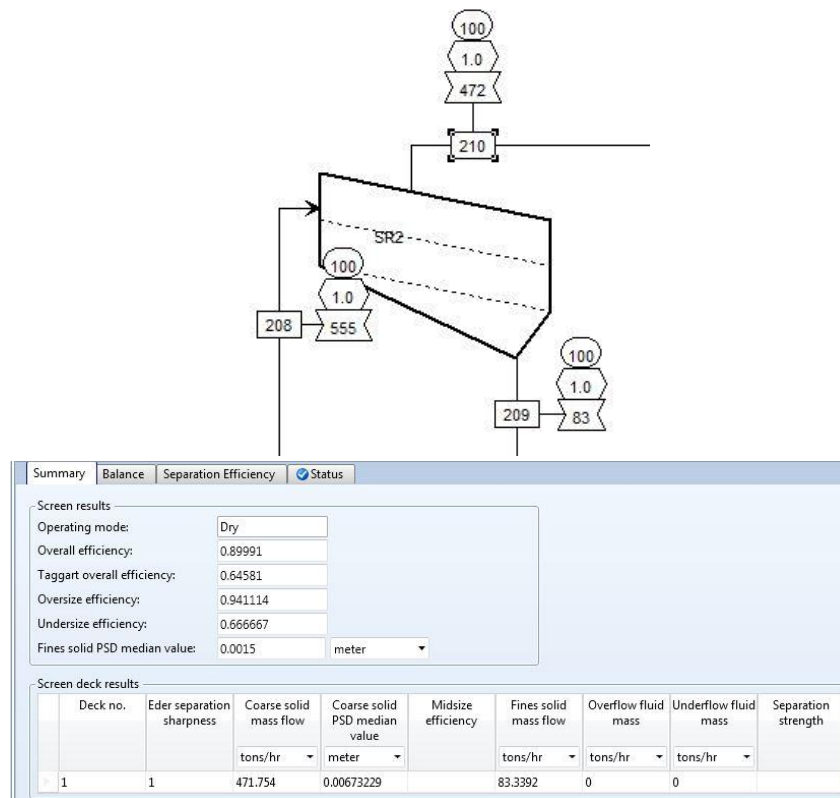 100
1.0
472
210
SR2
100
1.0
208
555
100
1.0
209
83
Summary
Balance
Separation Efficiency
Status
Screen results
Operating mode:
Dry
Overall efficiency:
0.89991
Taggart overall efficiency:
0.64581
Oversize efficiency:
0.941114
Undersize efficiency:
0.666667
Fines solid PSD median value:
0.0015
meter
Screen deck results
Deck no.
Eder separation sharpness
Coarse solid mass flow
Coarse solid PSD median value
Midsize efficiency
Fines solid mass flow
Overflow fluid mass
Underflow fluid mass
Separation strength
tons/hr
meter
tons/hr
tons/hr
tons/hr
1
1
471.754
0.00673229
83.3392
0
0